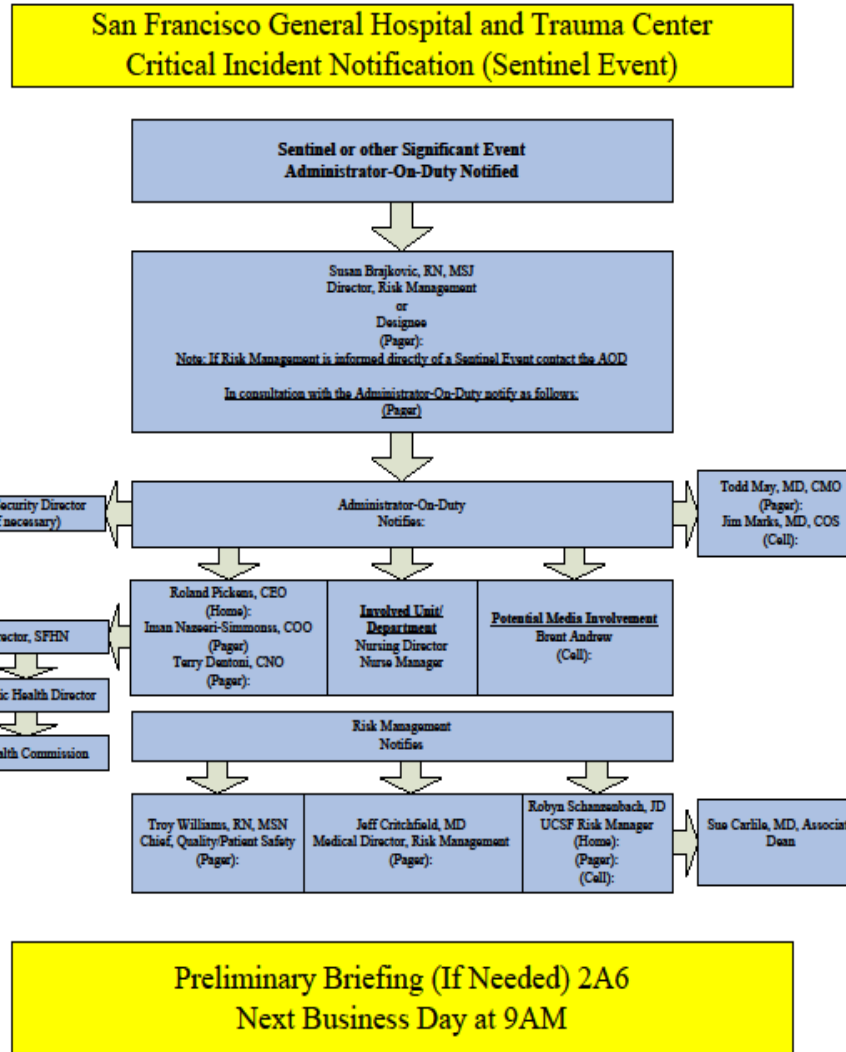 San Francisco General Hospital and Trauma Center
Critical Incident Notification (Sentinel Event)
Sentinel or other Significant Event
Administrator-On-Duty Notified
Susan Brajkovic, RN, MSJ
Director, Risk Management
or
Designee
(Pager):
Note: If Risk Management is informed directly of a Sentinel Event contact the AOD
In consultation with the Administrator-On-Duty notify as follows:
(Pager)
Security Director
necessary)
Administrator-On-Duty
Notifies:
Todd May, MD, CMO
(Pager):
Jim Marks, MD, COS
(Cell):
Roland Pickens, CEO
(Home):
Iman Nazeeri-Simmonss, COO
(Pager)
Terry Dentoni, CNO
(Pager):
Involved Unit/
Department
Nursing Director
Nurse Manager
Potential Media Involvement
Brent Andrew
(Cell):
rector, SFHN
ic Health Director
alth Commission
Risk Management
Notifies
Troy Williams, RN, MSN
Chief, Quality/Patient Safety
(Pager):
Jeff Critchfield, MD
Medical Director, Risk Management
(Pager):
Robyn Schanzenbach, JD
UCSF Risk Manager
(Home):
(Pager):
(Cell):
Sue Carlile, MD, Associat
Dean
Preliminary Briefing (If Needed) 2A6
Next Business Day at 9AM